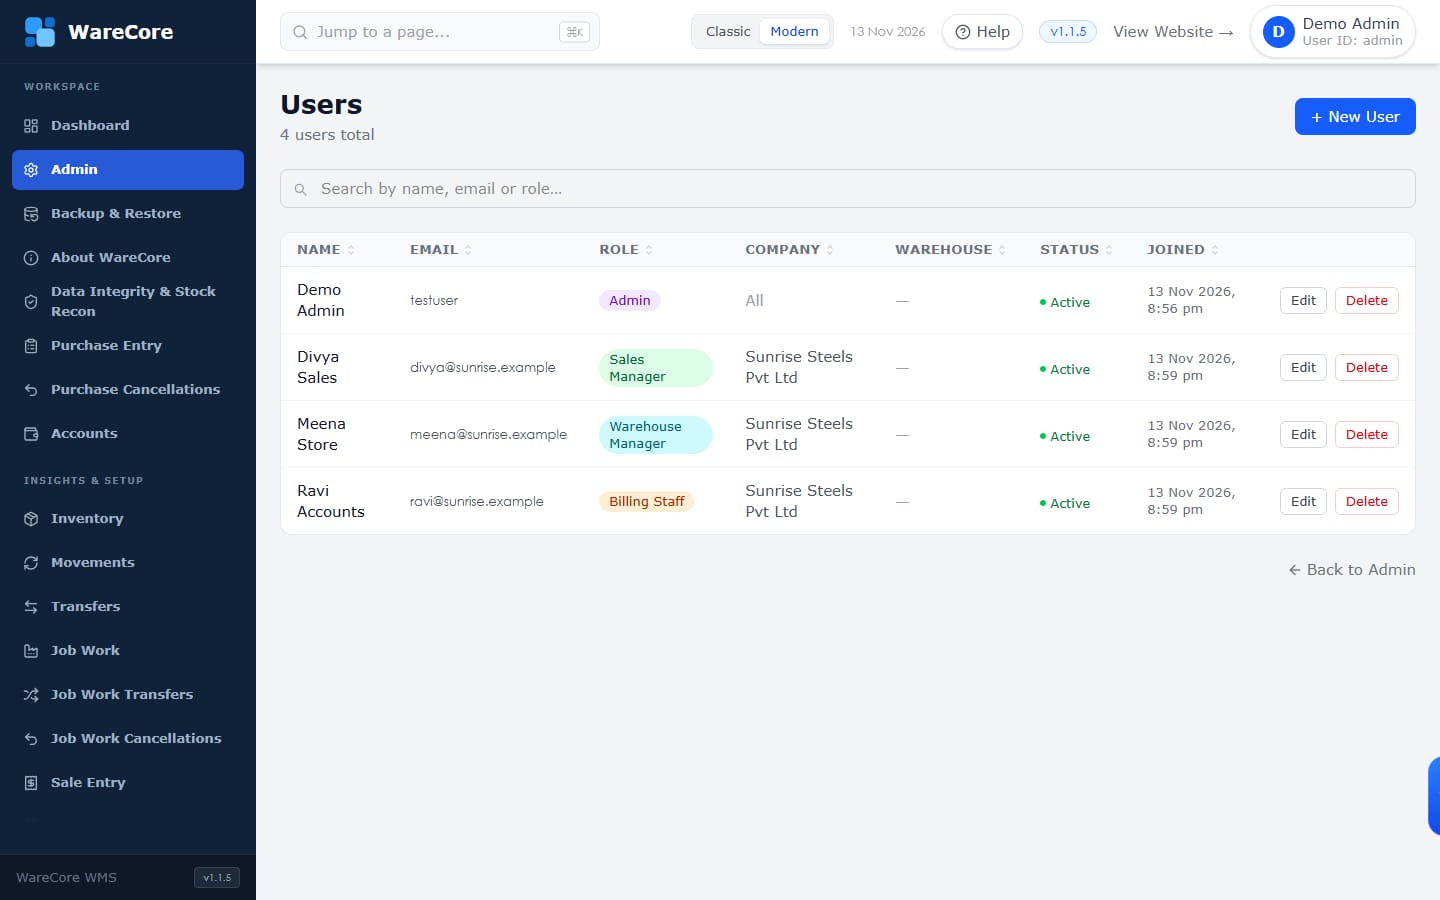 WareCore
Jump to a page...
⌘K
Classic
Modern
13 Nov 2026
Help
v1.1.5
View Website →
D
Demo Admin
User ID: admin
WORKSPACE
Dashboard
Admin
Backup & Restore
About WareCore
Data Integrity & Stock
Recon
Purchase Entry
Purchase Cancellations
Accounts
INSIGHTS & SETUP
Inventory
Movements
Transfers
Job Work
Job Work Transfers
Job Work Cancellations
Sale Entry
WareCore WMS
v1.1.5
Users
4 users total
+ New User
Search by name, email or role...
NAME EMAIL ROLE COMPANY WAREHOUSE STATUS JOINED
Demo
Admin
testuser
Admin
All
—
Active
13 Nov 2026,
8:56 pm
Edit
Delete
Divya
Sales
divya@sunrise.example
Sales
Manager
Sunrise Steels
Pvt Ltd
—
Active
13 Nov 2026,
8:59 pm
Edit
Delete
Meena
Store
meena@sunrise.example
Warehouse
Manager
Sunrise Steels
Pvt Ltd
—
Active
13 Nov 2026,
8:59 pm
Edit
Delete
Ravi
Accounts
ravi@sunrise.example
Billing Staff
Sunrise Steels
Pvt Ltd
—
Active
13 Nov 2026,
8:59 pm
Edit
Delete
← Back to Admin